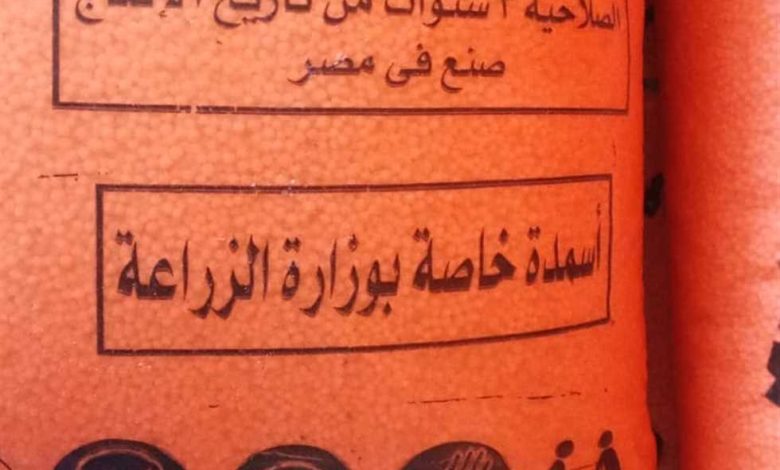 الصلاحية ٣ سنوات من تاريخ الإنتاج
صنع فى مصر
أسمدة خاصة بوزارة الزراعة